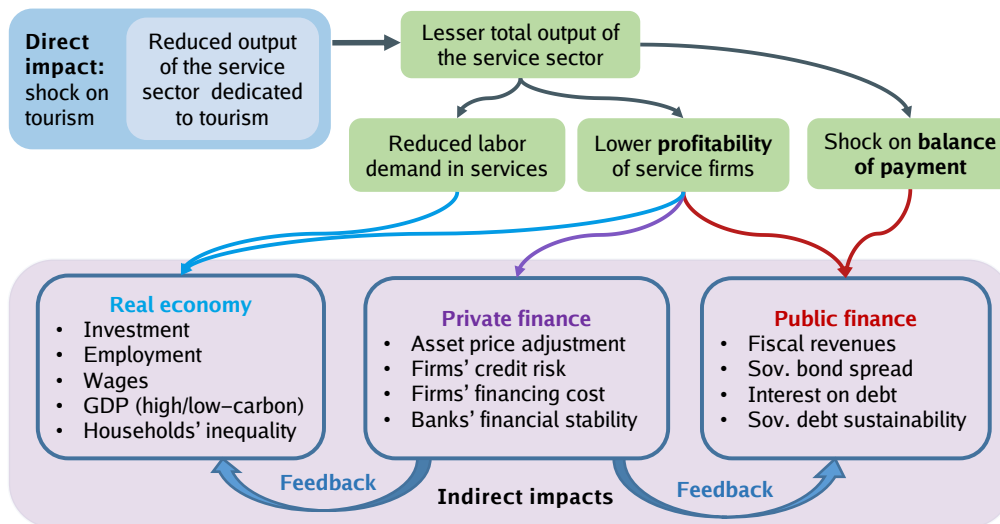 Direct
impact:
shock on
tourism
Reduced output
of the service
sector dedicated
to tourism
Lesser total output of
the service sector
Reduced labor
demand in services
Lower profitability
of service firms
Shock on balance
of payment
Real economy
• Investment
• Employment
• Wages
• GDP (high/low–carbon)
• Households’ inequality
Private finance
• Asset price adjustment
• Firms’ credit risk
• Firms’ financing cost
• Banks’ financial stability
Public finance
• Fiscal revenues
• Sov. bond spread
• Interest on debt
• Sov. debt sustainability
Feedback
Indirect impacts
Feedback